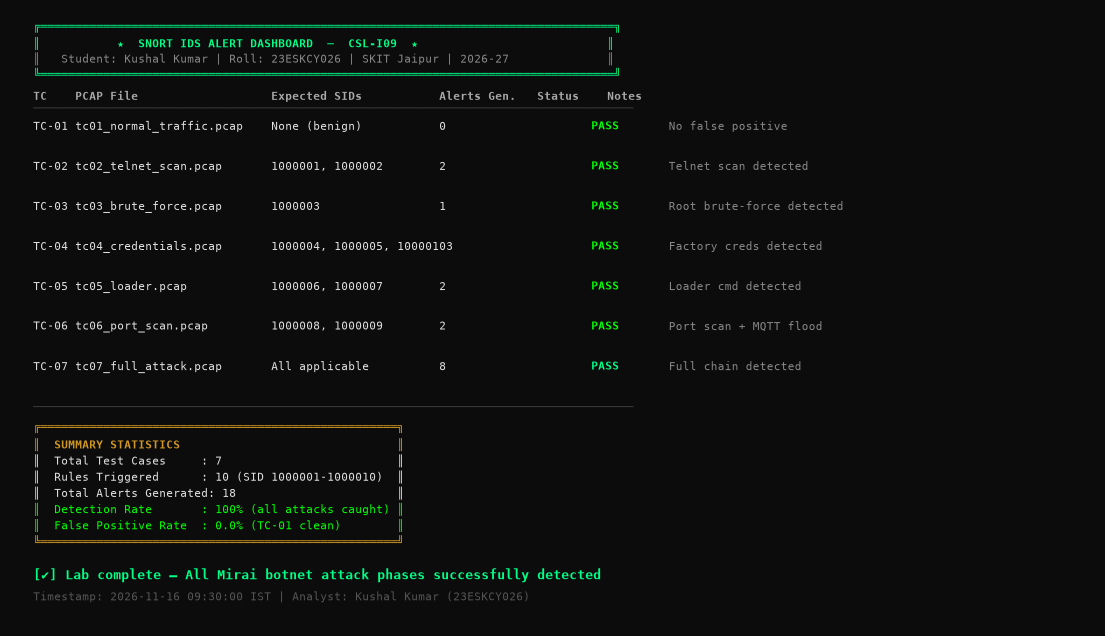 ★ SNORT IDS ALERT DASHBOARD — CSL-I09 ★
Student: Kushal Kumar | Roll: 23ESKCY026 | SKIT Jaipur | 2026-27
TC PCAP File Expected SIDs Alerts Gen. Status Notes
TC-01 tc01_normal_traffic.pcap None (benign) 0 PASS No false positive
TC-02 tc02_telnet_scan.pcap 1000001, 1000002 2 PASS Telnet scan detected
TC-03 tc03_brute_force.pcap 1000003 1 PASS Root brute-force detected
TC-04 tc04_credentials.pcap 1000004, 1000005, 10000103 PASS Factory creds detected
TC-05 tc05_loader.pcap 1000006, 1000007 2 PASS Loader cmd detected
TC-06 tc06_port_scan.pcap 1000008, 1000009 2 PASS Port scan + MQTT flood
TC-07 tc07_full_attack.pcap All applicable 8 PASS Full chain detected
SUMMARY STATISTICS
Total Test Cases : 7
Rules Triggered : 10 (SID 1000001-1000010)
Total Alerts Generated: 18
Detection Rate : 100% (all attacks caught)
False Positive Rate : 0.0% (TC-01 clean)
[✔] Lab complete — All Mirai botnet attack phases successfully detected
Timestamp: 2026-11-16 09:30:00 IST | Analyst: Kushal Kumar (23ESKCY026)